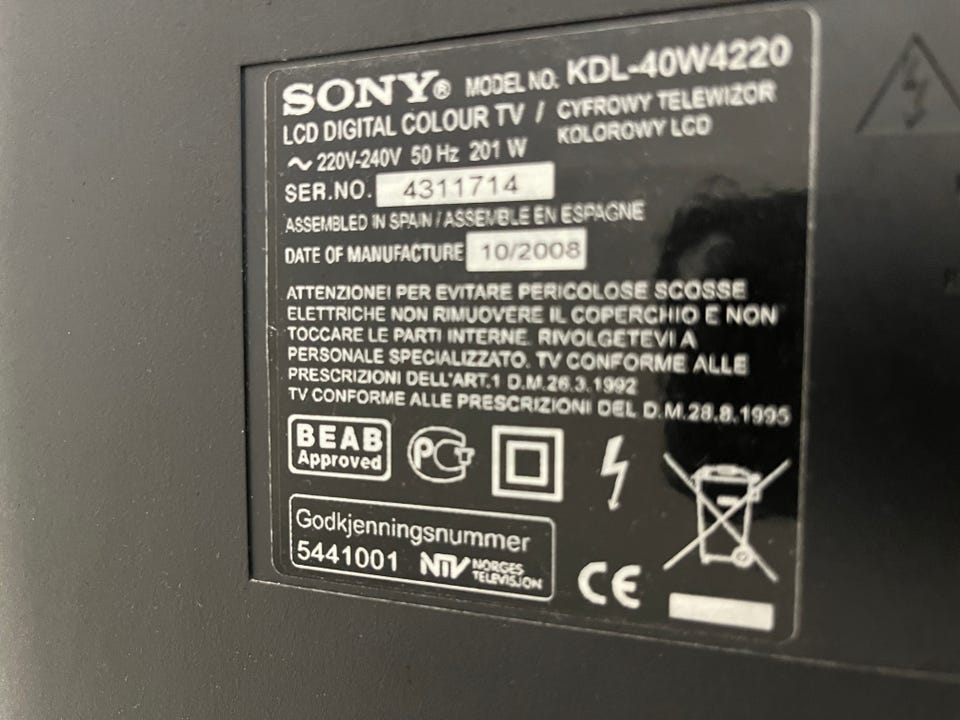 SONY® MODEL NO. KDL-40W4220
LCD DIGITAL COLOUR TV / CYFROWY TELEWIZOR
KOLOROWY LCD
~ 220V-240V 50 Hz 201 W
SER.NO. 4311714
ASSEMBLED IN SPAIN / ASSEMBLE EN ESPAGNE
DATE OF MANUFACTURE 10/2008
ATTENZIONE! PER EVITARE PERICOLOSE SCOSSE
ELETTRICHE NON RIMUOVERE IL COPERCHIO E NON
TOCCARE LE PARTI INTERNE. RIVOLGETEVI A
PERSONALE SPECIALIZZATO. TV CONFORME ALLE
PRESCRIZIONI DELL'ART.1 D.M.26.3.1992
TV CONFORME ALLE PRESCRIZIONI DEL D.M.28.8.1995
BEAB
Approved
PCT
Godkjenningsnummer
5441001 NTV NORGES
TELEVISJON
CE